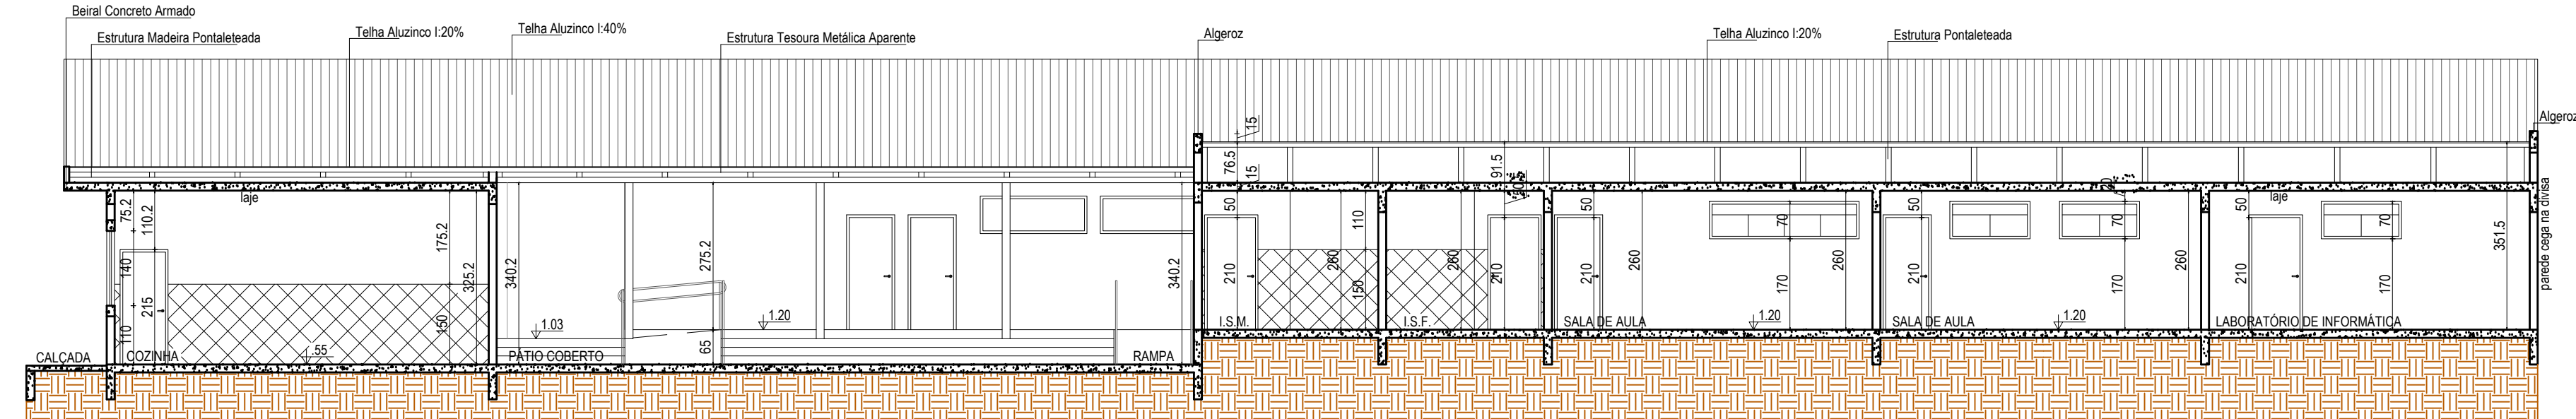 Beiral Concreto Armado
Estrutura Madeira Pontaleteada
Telha Aluzinco I:20%
Telha Aluzinco I:40%
Estrutura Tesoura Metálica Aparente
Algeroz
Telha Aluzinco I:20%
Estrutura Pontaleteada
Algeroz
15
76.5
15
91.5
laje
laje
75.2
110.2
140
215
110
175.2
325.2
150
340.2
275.2
65
340.2
50
210
260
110
150
260
210
50
210
260
70
170
260
50
210
70
170
260
50
210
70
170
351.5
parede cega na divisa
1.03
1.20
.55
1.20
1.20
CALÇADA
COZINHA
PÁTIO COBERTO
RAMPA
I.S.M.
I.S.F.
SALA DE AULA
SALA DE AULA
LABORATÓRIO DE INFORMÁTICA